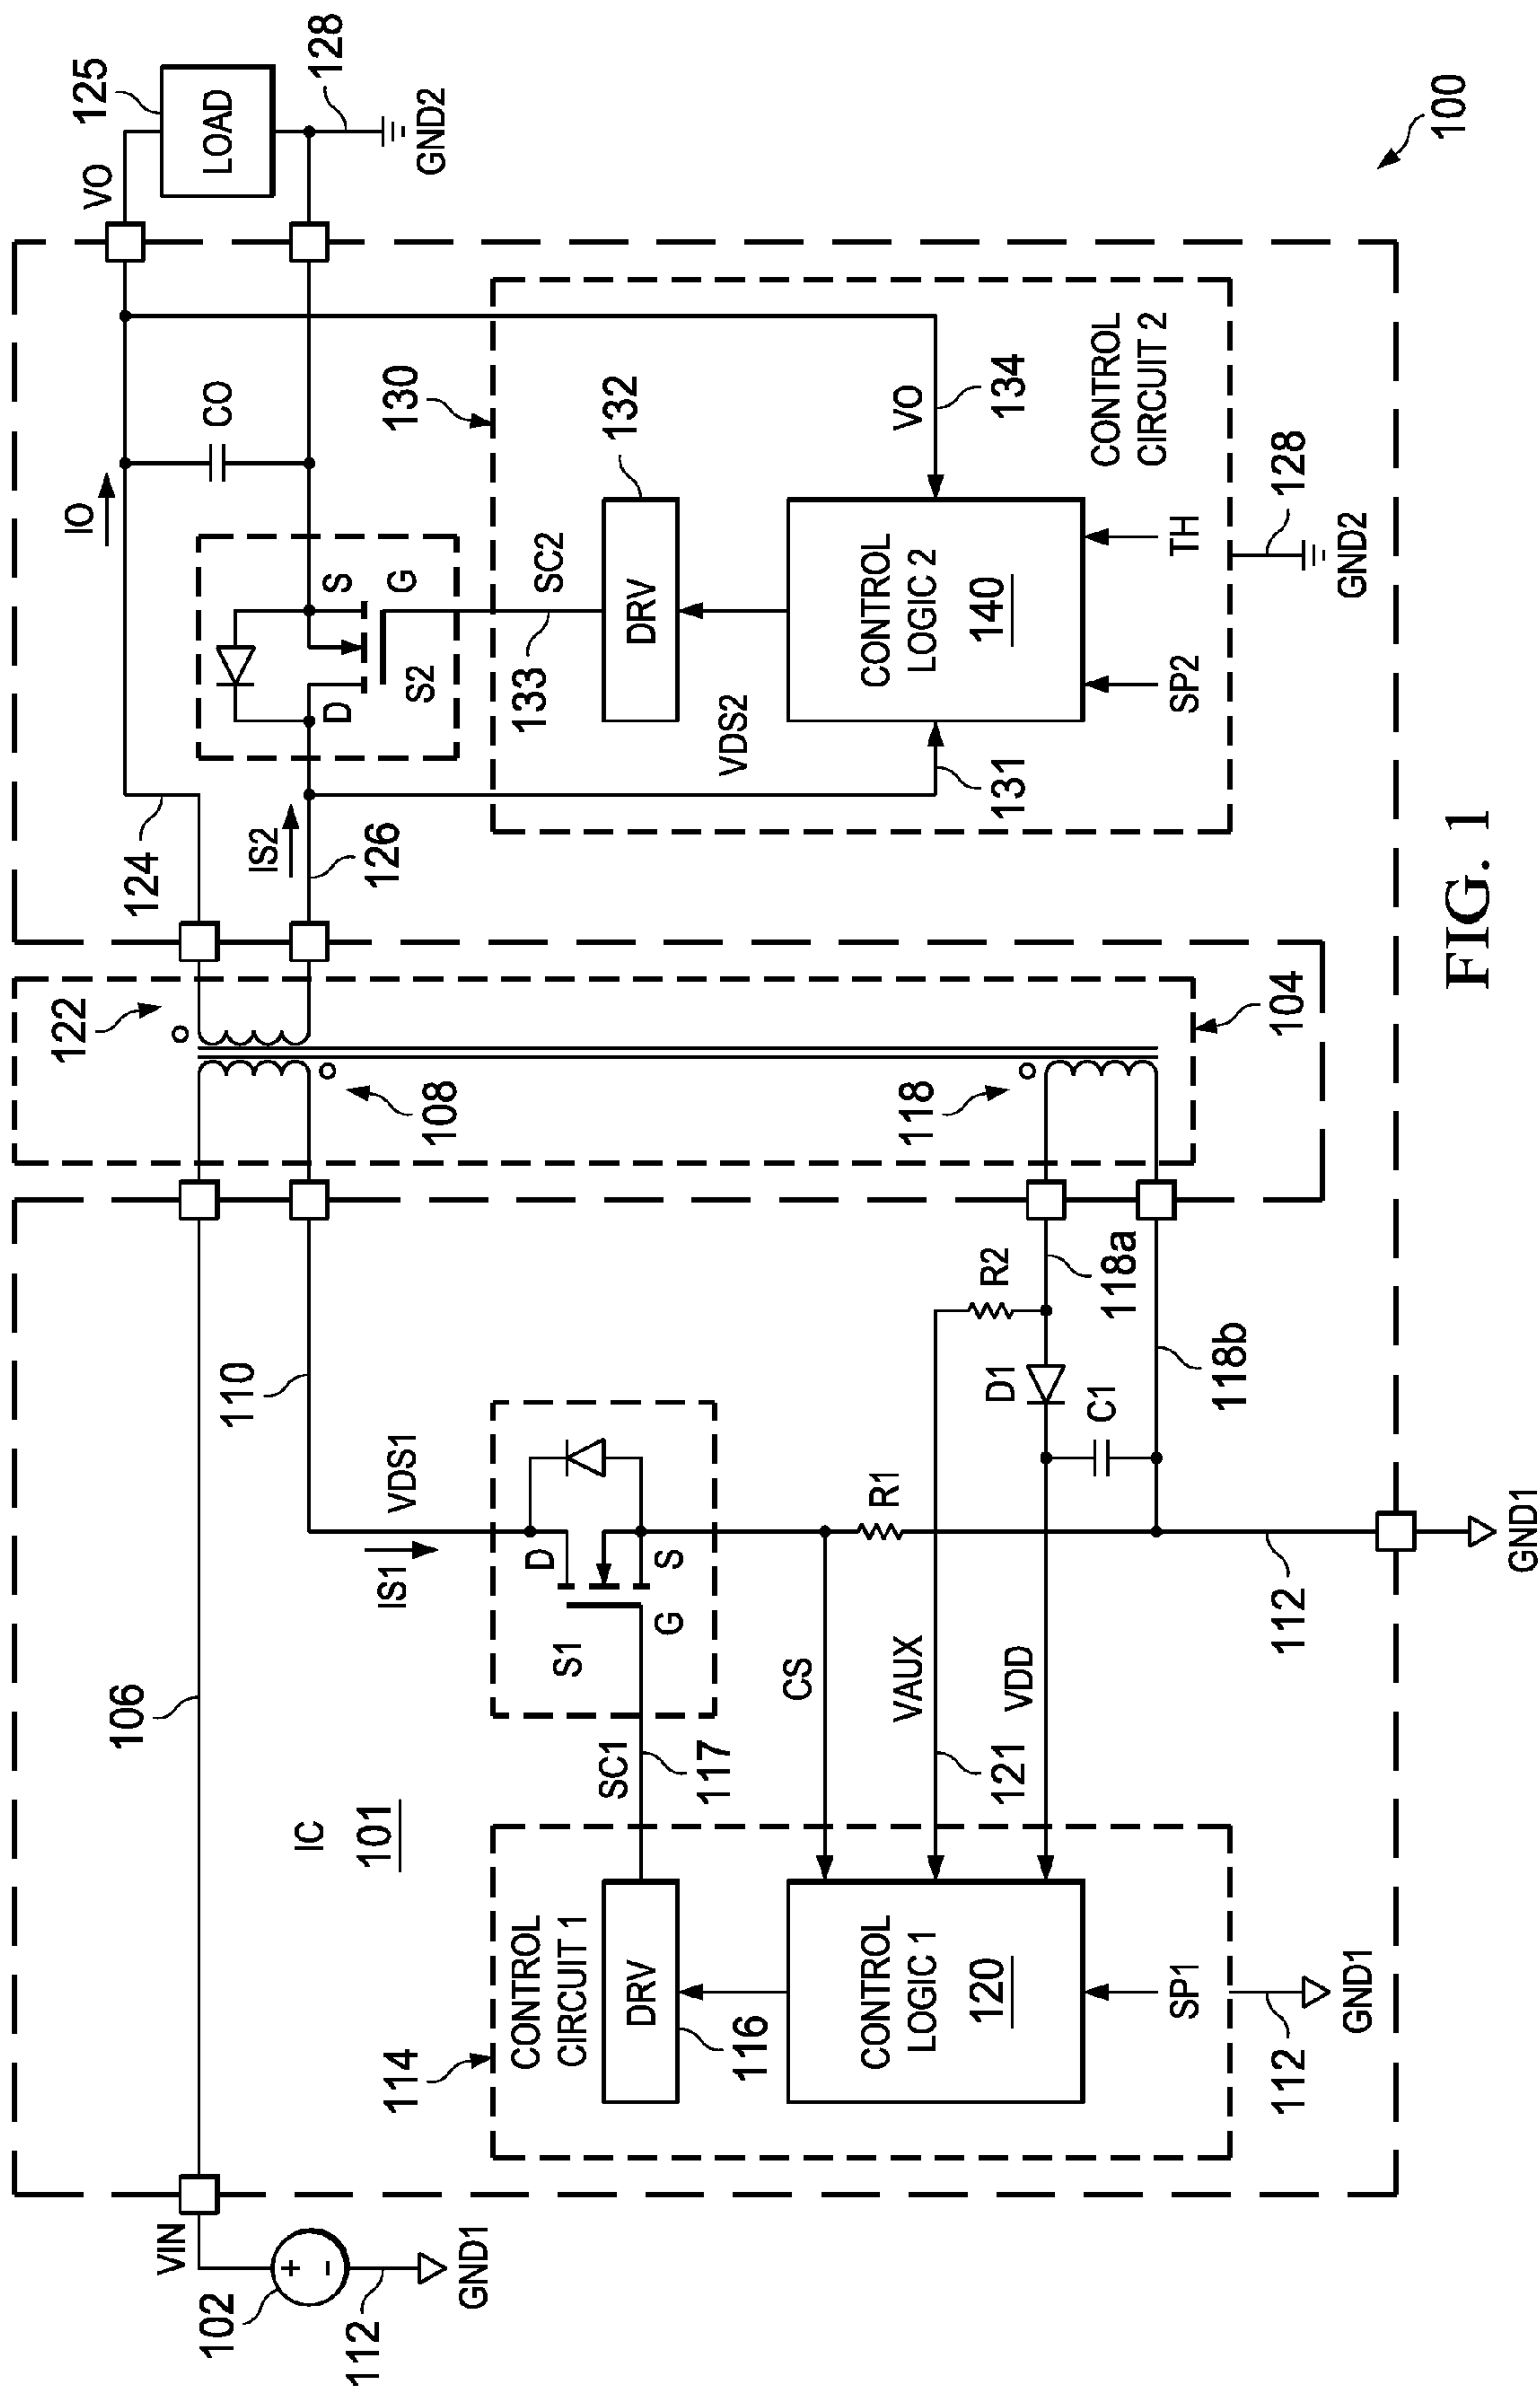 125
LOAD
VO
128
GND2
100
IO
CO
130
132
VO
134
CONTROL
CIRCUIT 2
S
G
D
S2
SC2
133
DRV
CONTROL
LOGIC 2
140
TH
SP2
128
GND2
VDS2
131
124
IS2
126
122
108
118
104
106
110
VDS1
IS1
D
S
G
S1
R1
R2
118a
D1
C1
118b
CS
VAUX
121
VDD
112
GND1
IC
101
SC1
117
CONTROL
CIRCUIT 1
114
DRV
116
CONTROL
LOGIC 1
120
SP1
112
GND1
VIN
102
+
-
112
GND1
FIG. 1